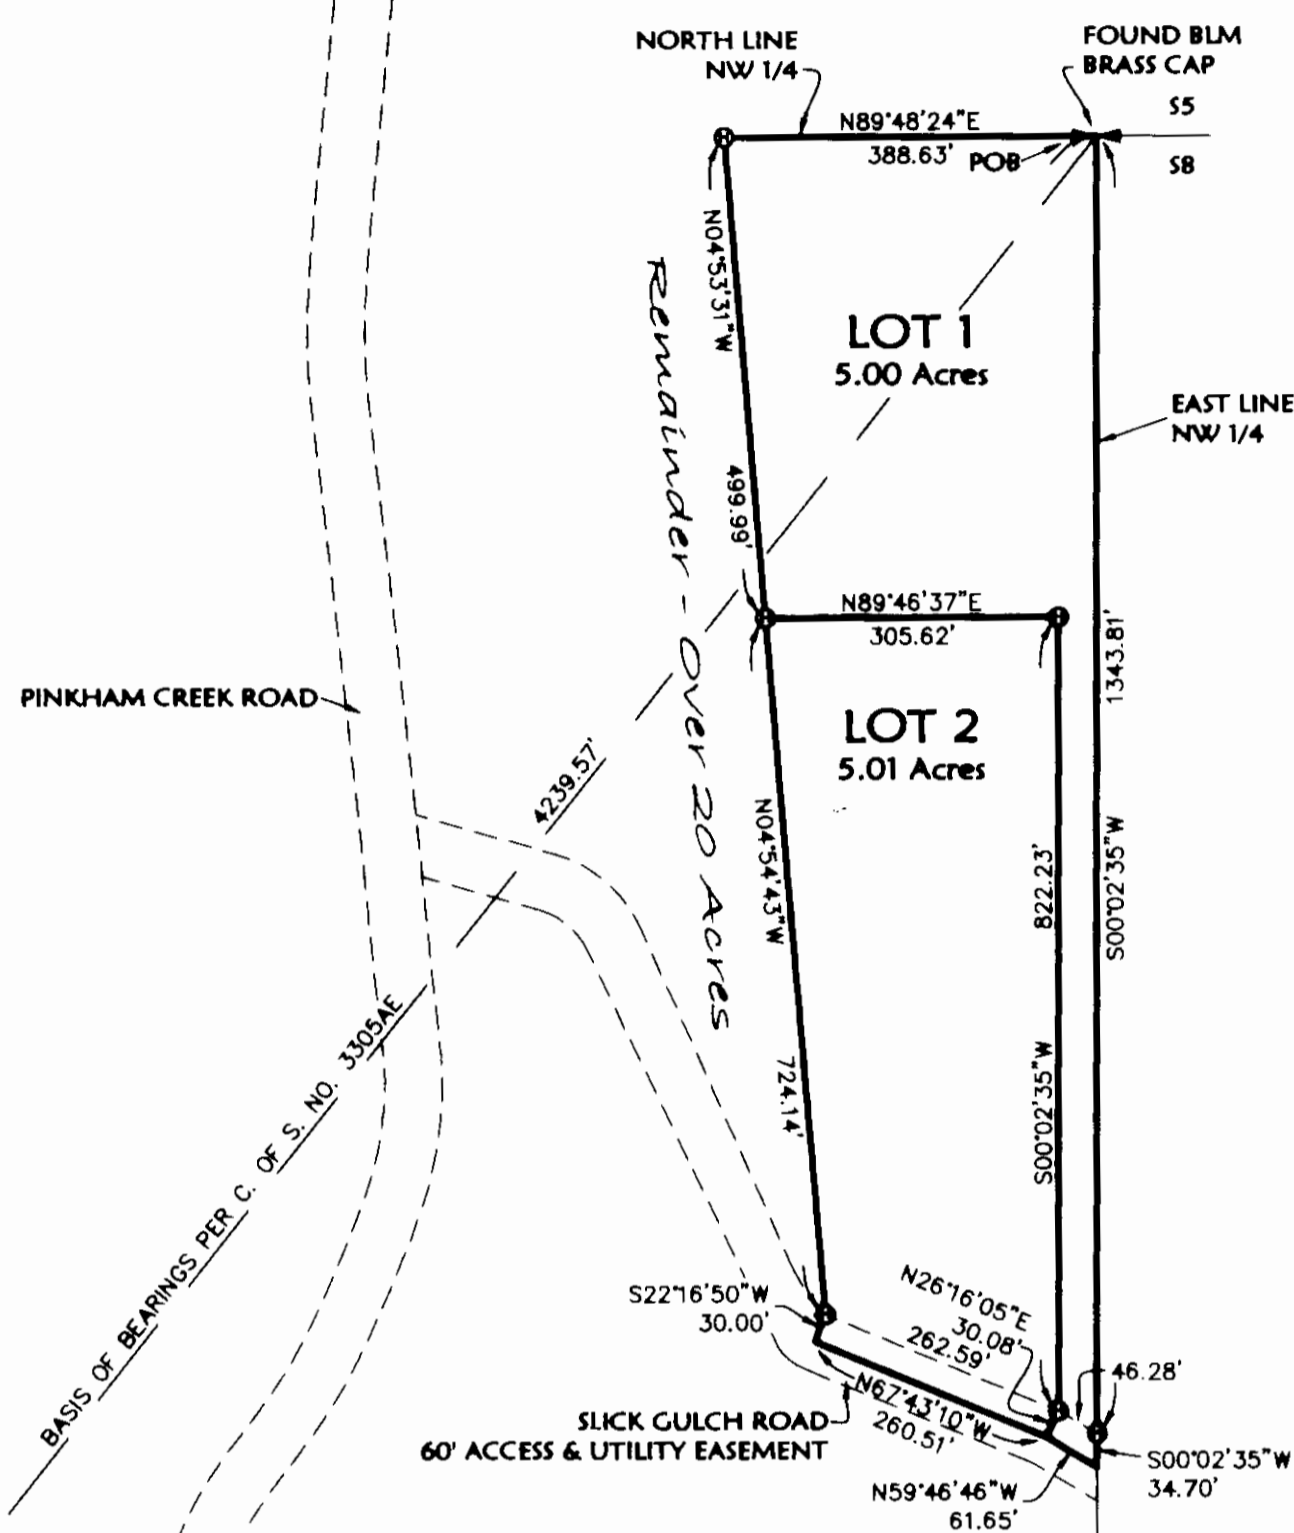 NORTH LINE
NW 1/4
FOUND BLM
BRASS CAP
S5
S8
N89°48'24"E
388.63'
POB
N04°53'31"W
499.99'
LOT 1
5.00 Acres
EAST LINE
NW 1/4
Remainder - Over 20 Acres
N89°46'37"E
305.62'
1343.81'
S00°02'35"W
PINKHAM CREEK ROAD
LOT 2
5.01 Acres
4239.57'
N04°54'43"W
724.14'
822.23'
S00°02'35"W
BASIS OF BEARINGS PER C. OF S. NO. 3305AE
S22°16'50"W
30.00'
N26°16'05"E
30.08'
262.59'
46.28'
N67°43'10"W
260.51'
SLICK GULCH ROAD
60' ACCESS & UTILITY EASEMENT
S00°02'35"W
34.70'
N59°46'46"W
61.65'